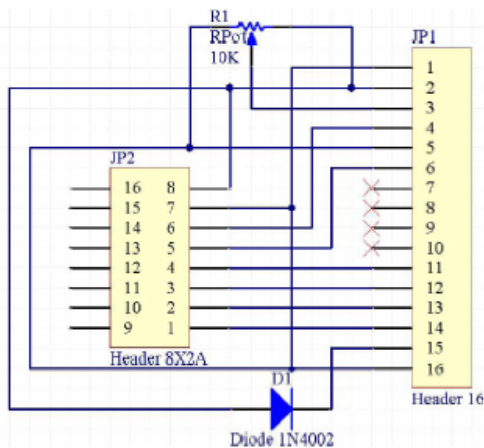 R1
RPot
10K
JP1
1
2
3
4
5
6
7
8
9
10
11
12
13
14
15
16
Header 16
JP2
16 8
15 7
14 6
13 5
12 4
11 3
10 2
9 1
Header 8X2A
D1
Diode 1N4002